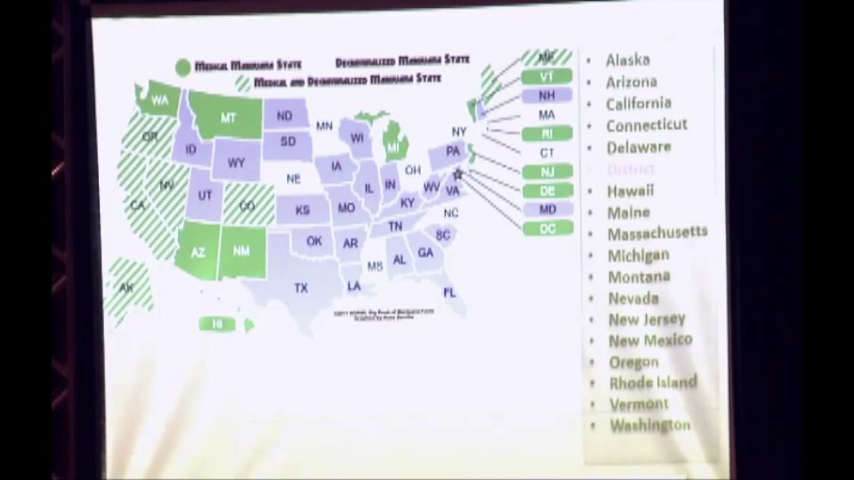 Medical Marijuana State
Decriminalized Marijuana State
Medical and Decriminalized Marijuana State
WA
MT
ND
MN
OR
ID
SD
WI
MI
NY
WY
IA
PA
NE
OH
NV
UT
IL
IN
CA
CO
KS
MO
KY
WV
VA
NC
TN
AZ
NM
OK
AR
SC
MS
AL
GA
TX
LA
FL
AK
HI
ME
VT
NH
MA
RI
CT
NJ
DE
MD
DC
• Alaska
• Arizona
• California
• Connecticut
• Delaware
• District
• Hawaii
• Maine
• Massachusetts
• Michigan
• Montana
• Nevada
• New Jersey
• New Mexico
• Oregon
• Rhode Island
• Vermont
• Washington